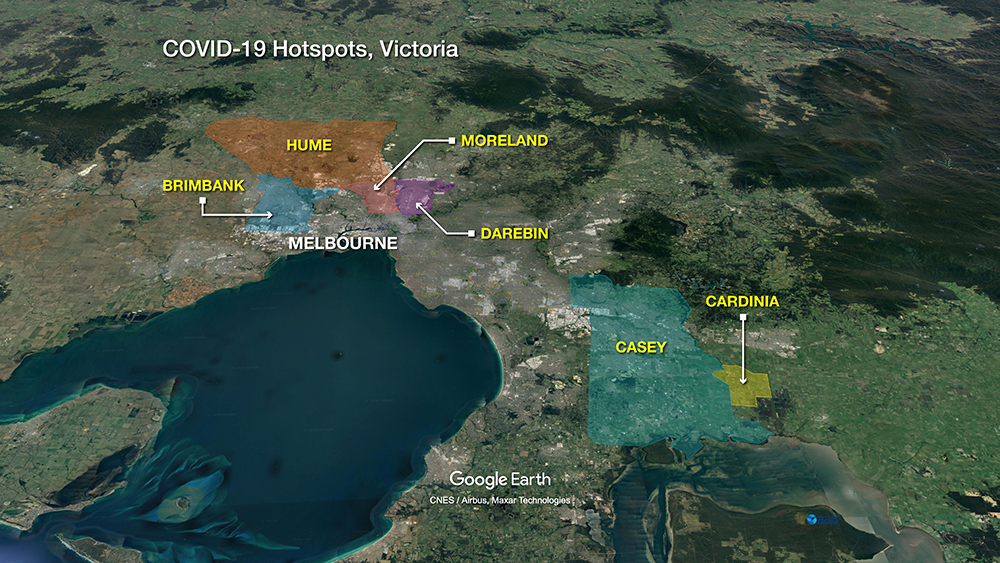 COVID-19 Hotspots, Victoria
HUME
MORELAND
BRIMBANK
DAREBIN
MELBOURNE
CARDINIA
CASEY
Google Earth
CNES / Airbus, Maxar Technologies